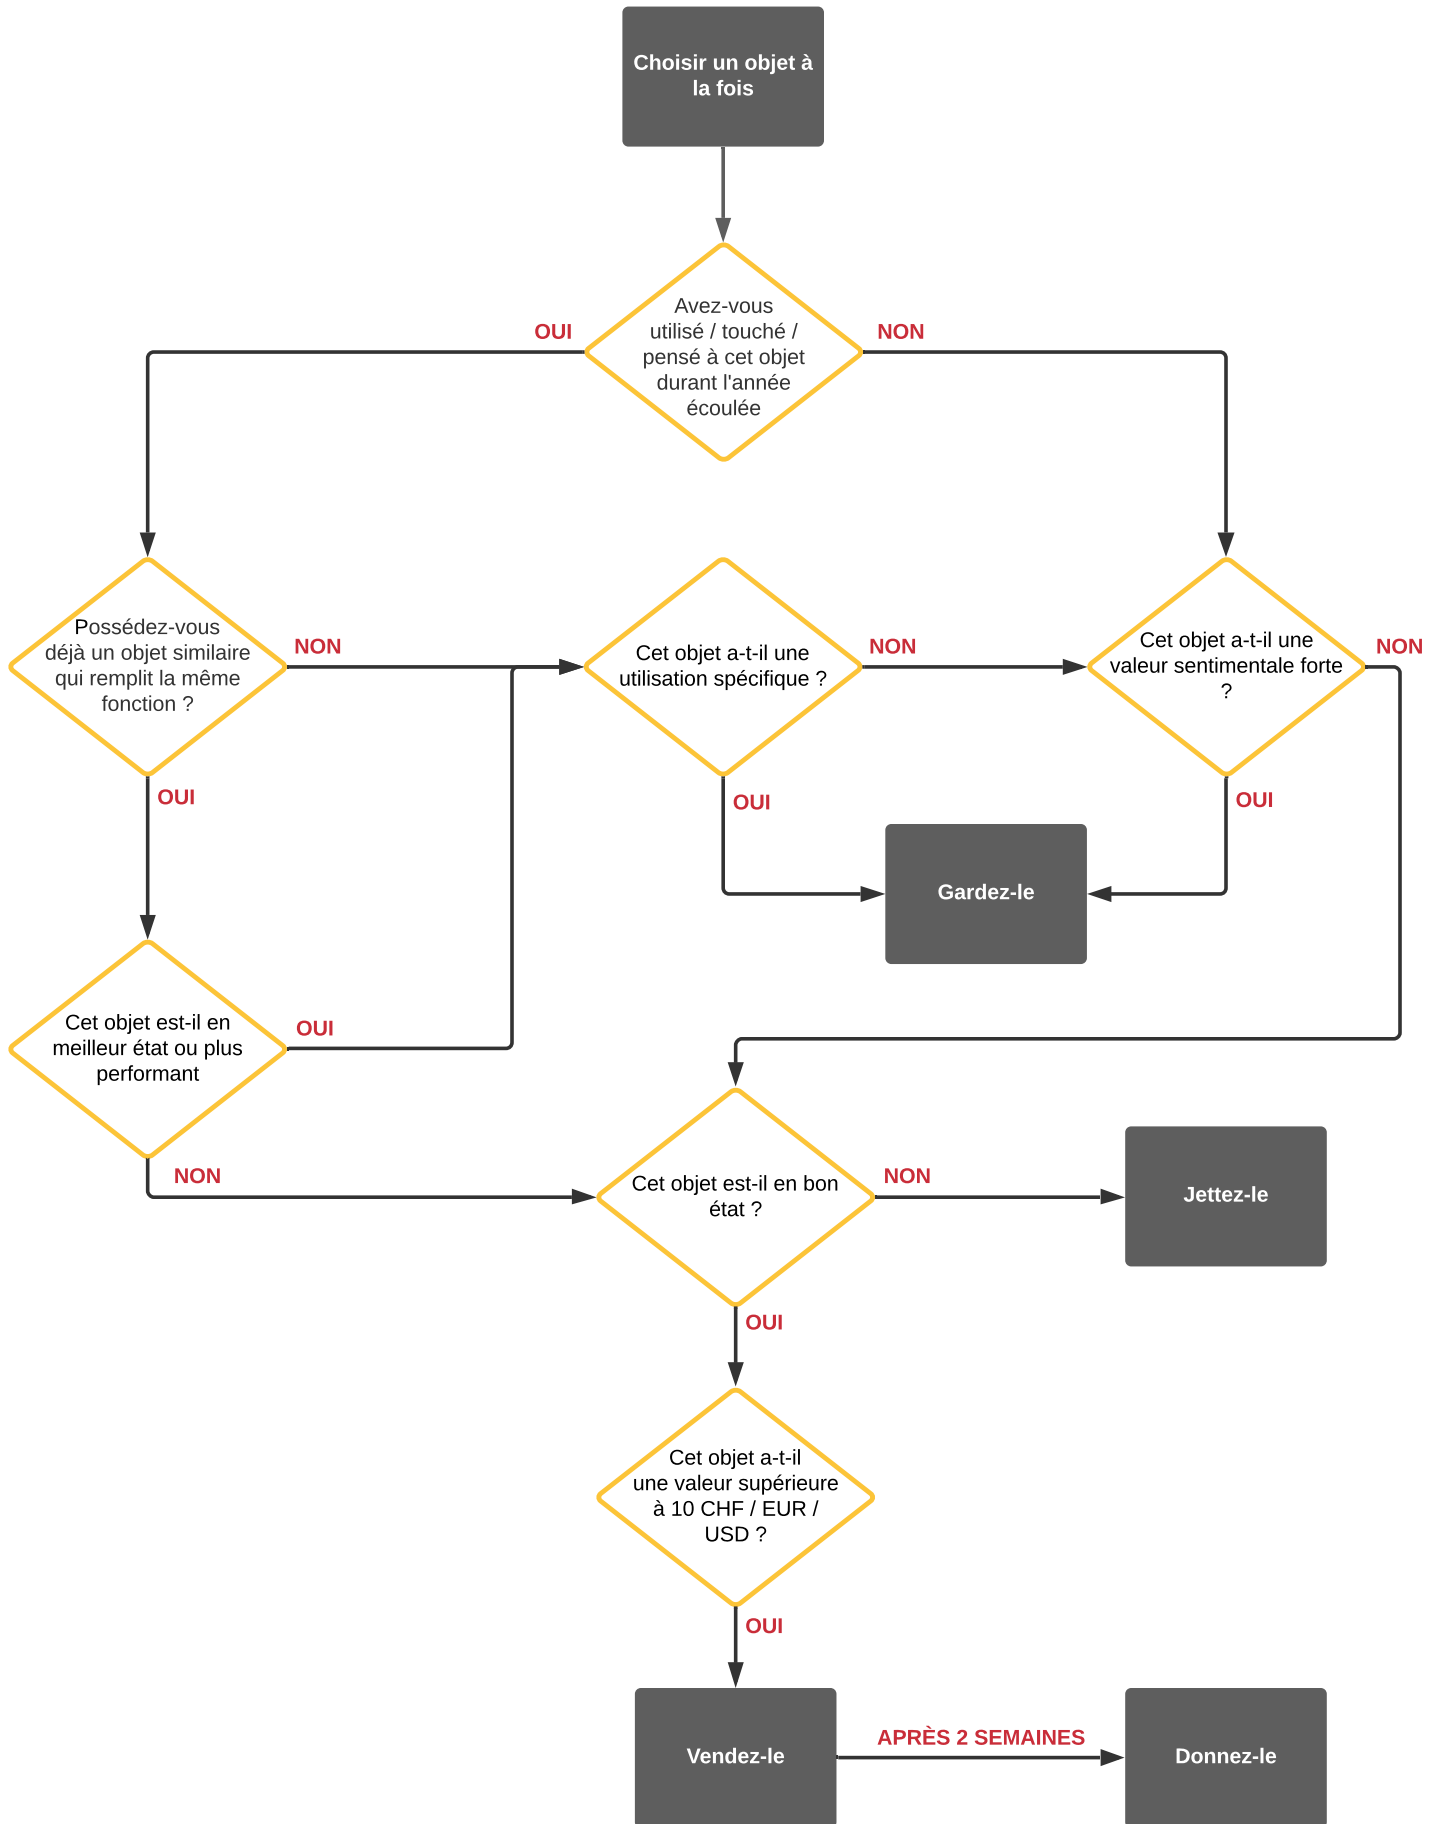 Choisir un objet à
la fois
Avez-vous
utilisé / touché /
pensé à cet objet
durant l'année
écoulée
OUI
NON
Possédez-vous
déjà un objet similaire
qui remplit la même
fonction ?
NON
OUI
Cet objet a-t-il une
utilisation spécifique ?
NON
OUI
Cet objet a-t-il une
valeur sentimentale forte
?
NON
OUI
Gardez-le
Cet objet est-il en
meilleur état ou plus
performant
OUI
NON
Cet objet est-il en bon
état ?
NON
Jettez-le
OUI
Cet objet a-t-il
une valeur supérieure
à 10 CHF / EUR /
USD ?
OUI
Vendez-le
APRÈS 2 SEMAINES
Donnez-le